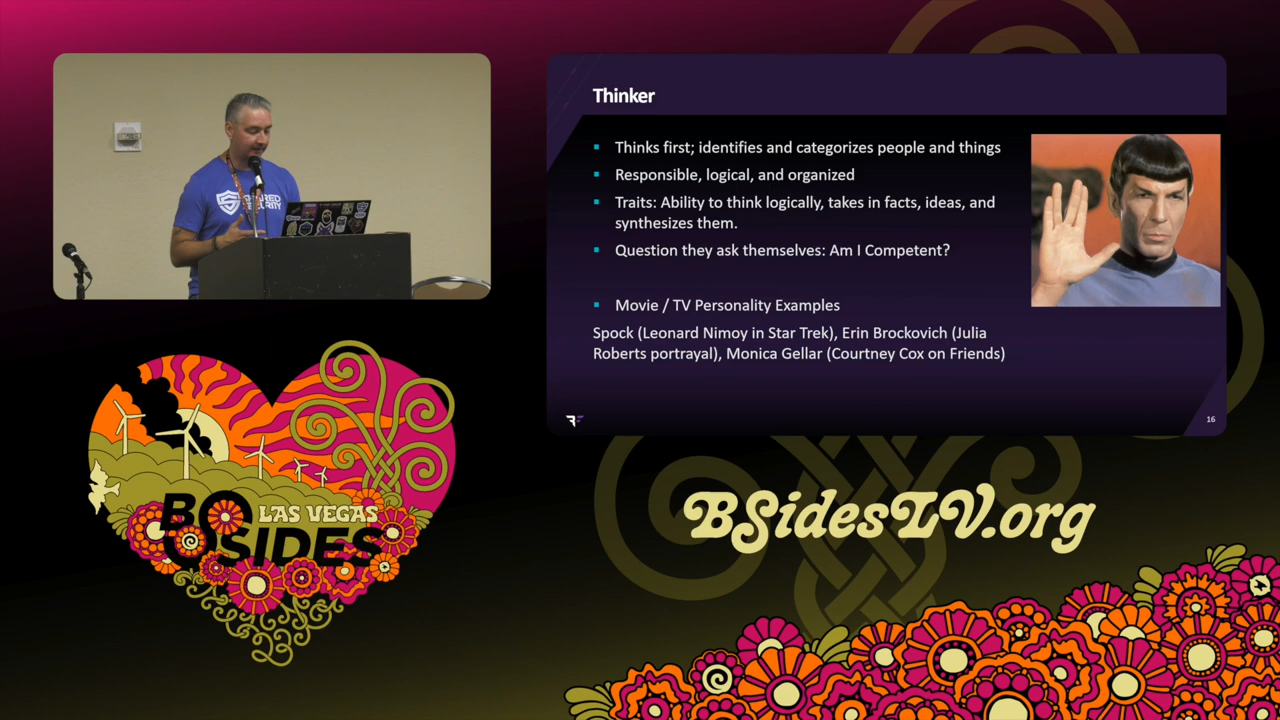 Thinker
Thinks first; identifies and categorizes people and things
Responsible, logical, and organized
Traits: Ability to think logically, takes in facts, ideas, and
synthesizes them.
Question they ask themselves: Am I Competent?
Movie / TV Personality Examples
Spock (Leonard Nimoy in Star Trek), Erin Brockovich (Julia
Roberts portrayal), Monica Gellar (Courtney Cox on Friends)
16
SECURITY
LAS VEGAS
BSIDES
23
BSidesLV.org